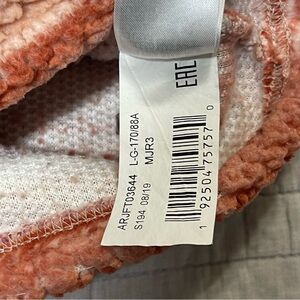 ARJFT03644 L-G-170/88A
S194 08/19 MJR3
EAC
1 92504 75757 0